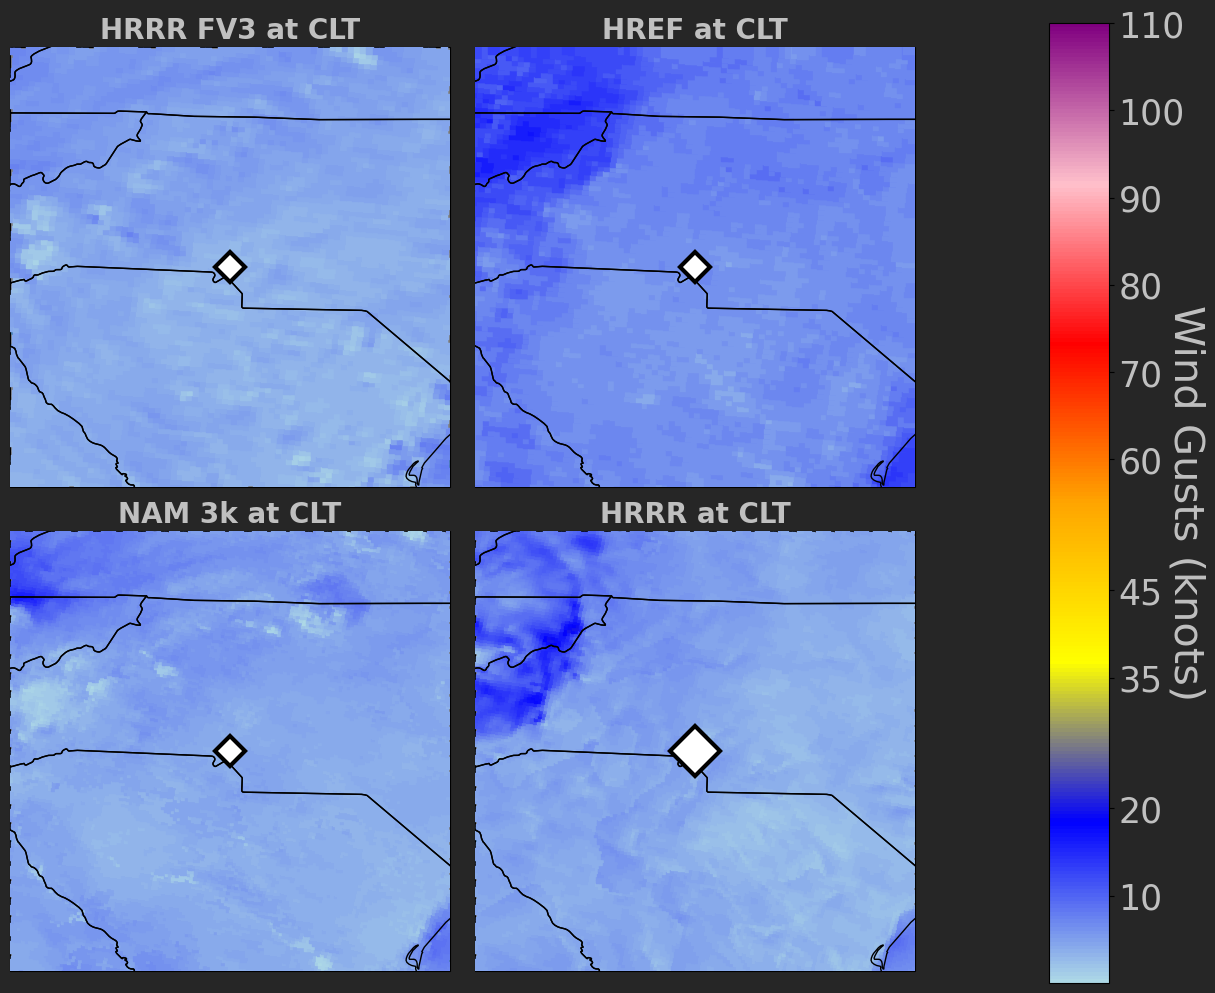 HRRR FV3 at CLT
HREF at CLT
NAM 3k at CLT
HRRR at CLT
110
100
90
80
70
60
45
35
20
10
Wind Gusts (knots)